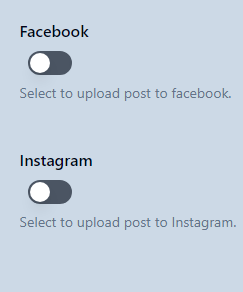 Facebook
Select to upload post to facebook.
Instagram
Select to upload post to Instagram.